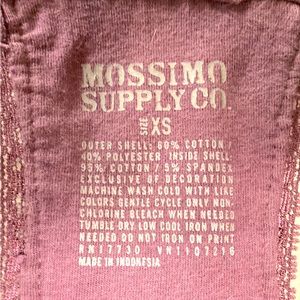 MOSSIMO
SUPPLY CO.
SIZE XS
OUTER SHELL: 60% COTTON /
40% POLYESTER INSIDE SHELL:
95% COTTON / 5% SPANDEX
EXCLUSIVE OF DECORATION
MACHINE WASH COLD WITH LIKE
COLORS GENTLE CYCLE ONLY NON-
CHLORINE BLEACH WHEN NEEDED
TUMBLE DRY LOW COOL IRON WHEN
NEEDED DO NOT IRON ON PRINT
RN17730 VN1107216
MADE IN INDONESIA